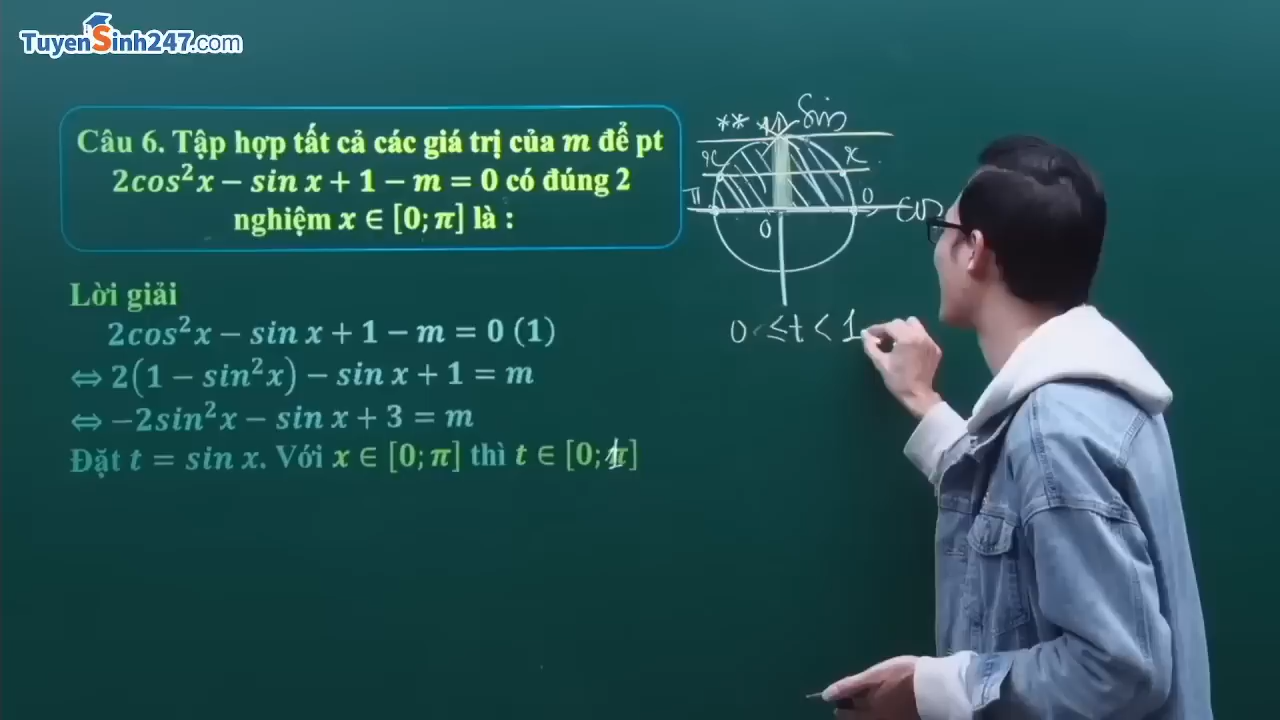 TuyenSinh247.com
Câu 6. Tập hợp tất cả các giá trị của m để pt
2cos²x − sin x + 1 − m = 0 có đúng 2
nghiệm x ∈ [0; π] là :
Lời giải
2cos²x − sin x + 1 − m = 0 (1)
⇔ 2(1 − sin²x) − sin x + 1 = m
⇔ −2sin²x − sin x + 3 = m
Đặt t = sin x. Với x ∈ [0; π] thì t ∈ [0; 1]
** Sin
x x
π 0
0
0 ≤ t < 1